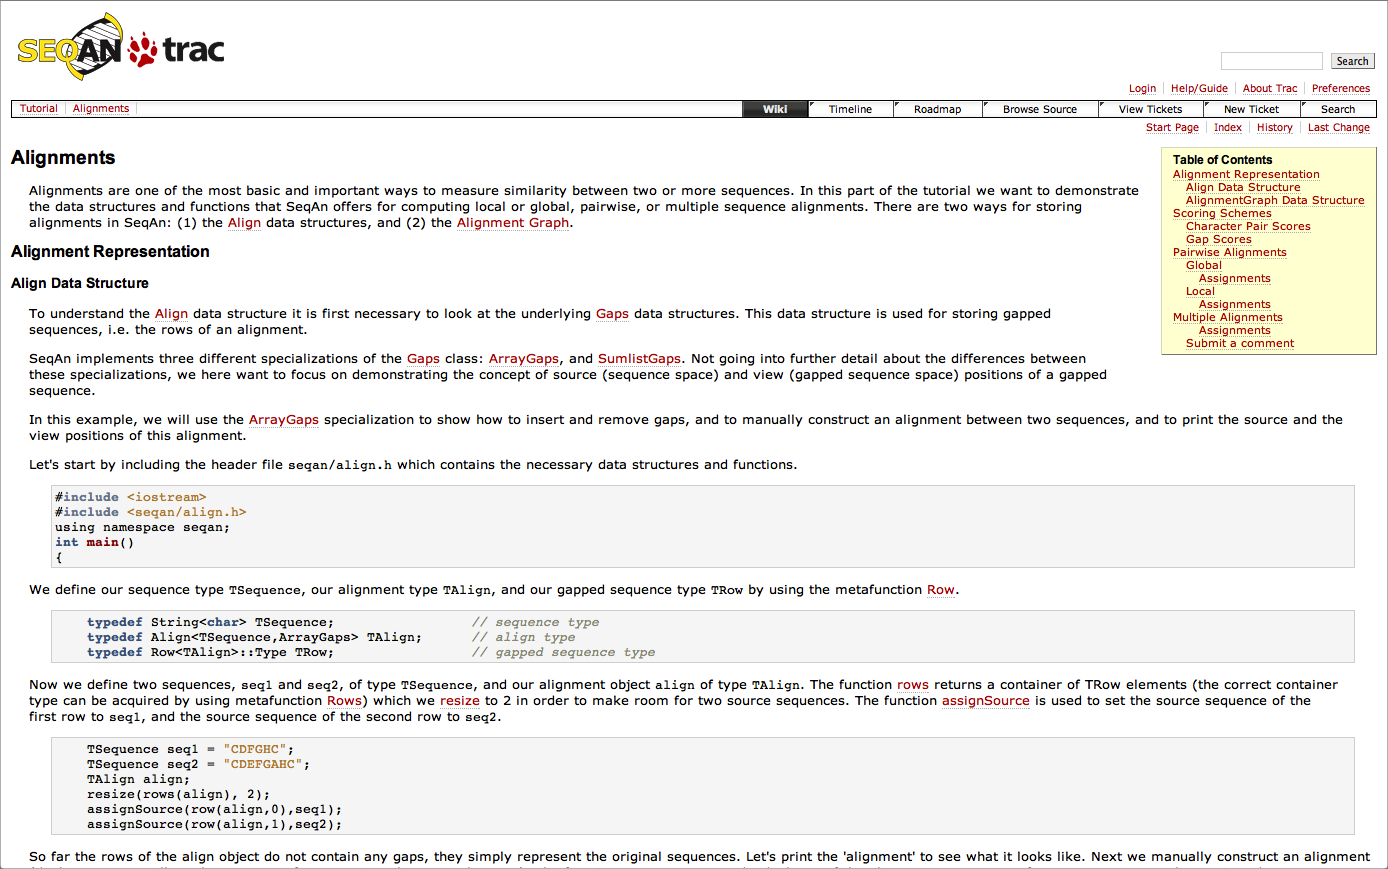 SEQAN trac
Search
Login Help/Guide About Trac Preferences
Tutorial Alignments Wiki Timeline Roadmap Browse Source View Tickets New Ticket Search
Start Page Index History Last Change
Alignments
Alignments are one of the most basic and important ways to measure similarity between two or more sequences. In this part of the tutorial we want to demonstrate
the data structures and functions that SeqAn offers for computing local or global, pairwise, or multiple sequence alignments. There are two ways for storing
alignments in SeqAn: (1) the Align data structures, and (2) the Alignment Graph.
Table of Contents
Alignment Representation
Align Data Structure
AlignmentGraph Data Structure
Scoring Schemes
Character Pair Scores
Gap Scores
Pairwise Alignments
Global
Assignments
Local
Assignments
Multiple Alignments
Assignments
Submit a comment
Alignment Representation
Align Data Structure
To understand the Align data structure it is first necessary to look at the underlying Gaps data structures. This data structure is used for storing gapped
sequences, i.e. the rows of an alignment.
SeqAn implements three different specializations of the Gaps class: ArrayGaps, and SumlistGaps. Not going into further detail about the differences between
these specializations, we here want to focus on demonstrating the concept of source (sequence space) and view (gapped sequence space) positions of a gapped
sequence.
In this example, we will use the ArrayGaps specialization to show how to insert and remove gaps, and to manually construct an alignment between two sequences, and to print the source and the
view positions of this alignment.
Let's start by including the header file seqan/align.h which contains the necessary data structures and functions.
#include <iostream>
#include <seqan/align.h>
using namespace seqan;
int main()
{
We define our sequence type TSequence, our alignment type TAlign, and our gapped sequence type TRow by using the metafunction Row.
typedef String<char> TSequence; // sequence type
typedef Align<TSequence,ArrayGaps> TAlign; // align type
typedef Row<TAlign>::Type TRow; // gapped sequence type
Now we define two sequences, seq1 and seq2, of type TSequence, and our alignment object align of type TAlign. The function rows returns a container of TRow elements (the correct container
type can be acquired by using metafunction Rows) which we resize to 2 in order to make room for two source sequences. The function assignSource is used to set the source sequence of the
first row to seq1, and the source sequence of the second row to seq2.
TSequence seq1 = "CDFGHC";
TSequence seq2 = "CDEFGAHC";
TAlign align;
resize(rows(align), 2);
assignSource(row(align,0),seq1);
assignSource(row(align,1),seq2);
So far the rows of the align object do not contain any gaps, they simply represent the original sequences. Let's print the 'alignment' to see what it looks like. Next we manually construct an alignment